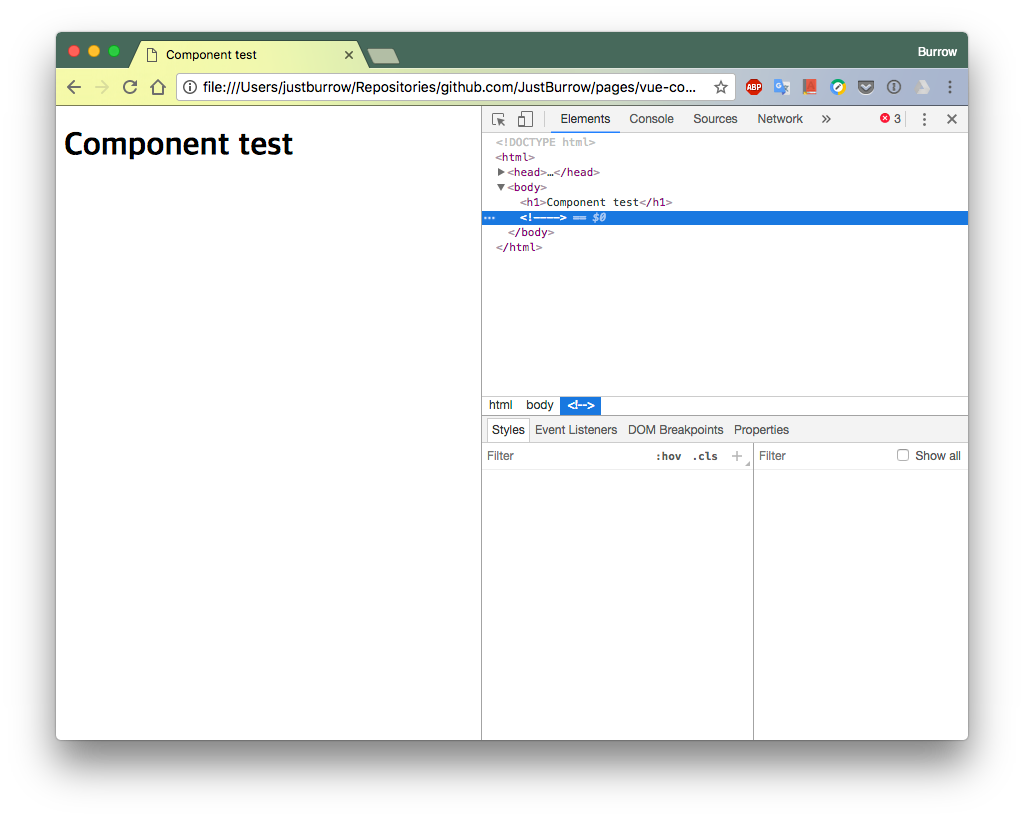 Component test
Burrow
file:///Users/justburrow/Repositories/github.com/JustBurrow/pages/vue-co...
ABP
Component test
Elements Console Sources Network » 3
<!DOCTYPE html>
<html>
<head>…</head>
<body>
<h1>Component test</h1>
<!----> == $0
</body>
</html>
html body <!-->
Styles Event Listeners DOM Breakpoints Properties
Filter :hov .cls + Filter Show all